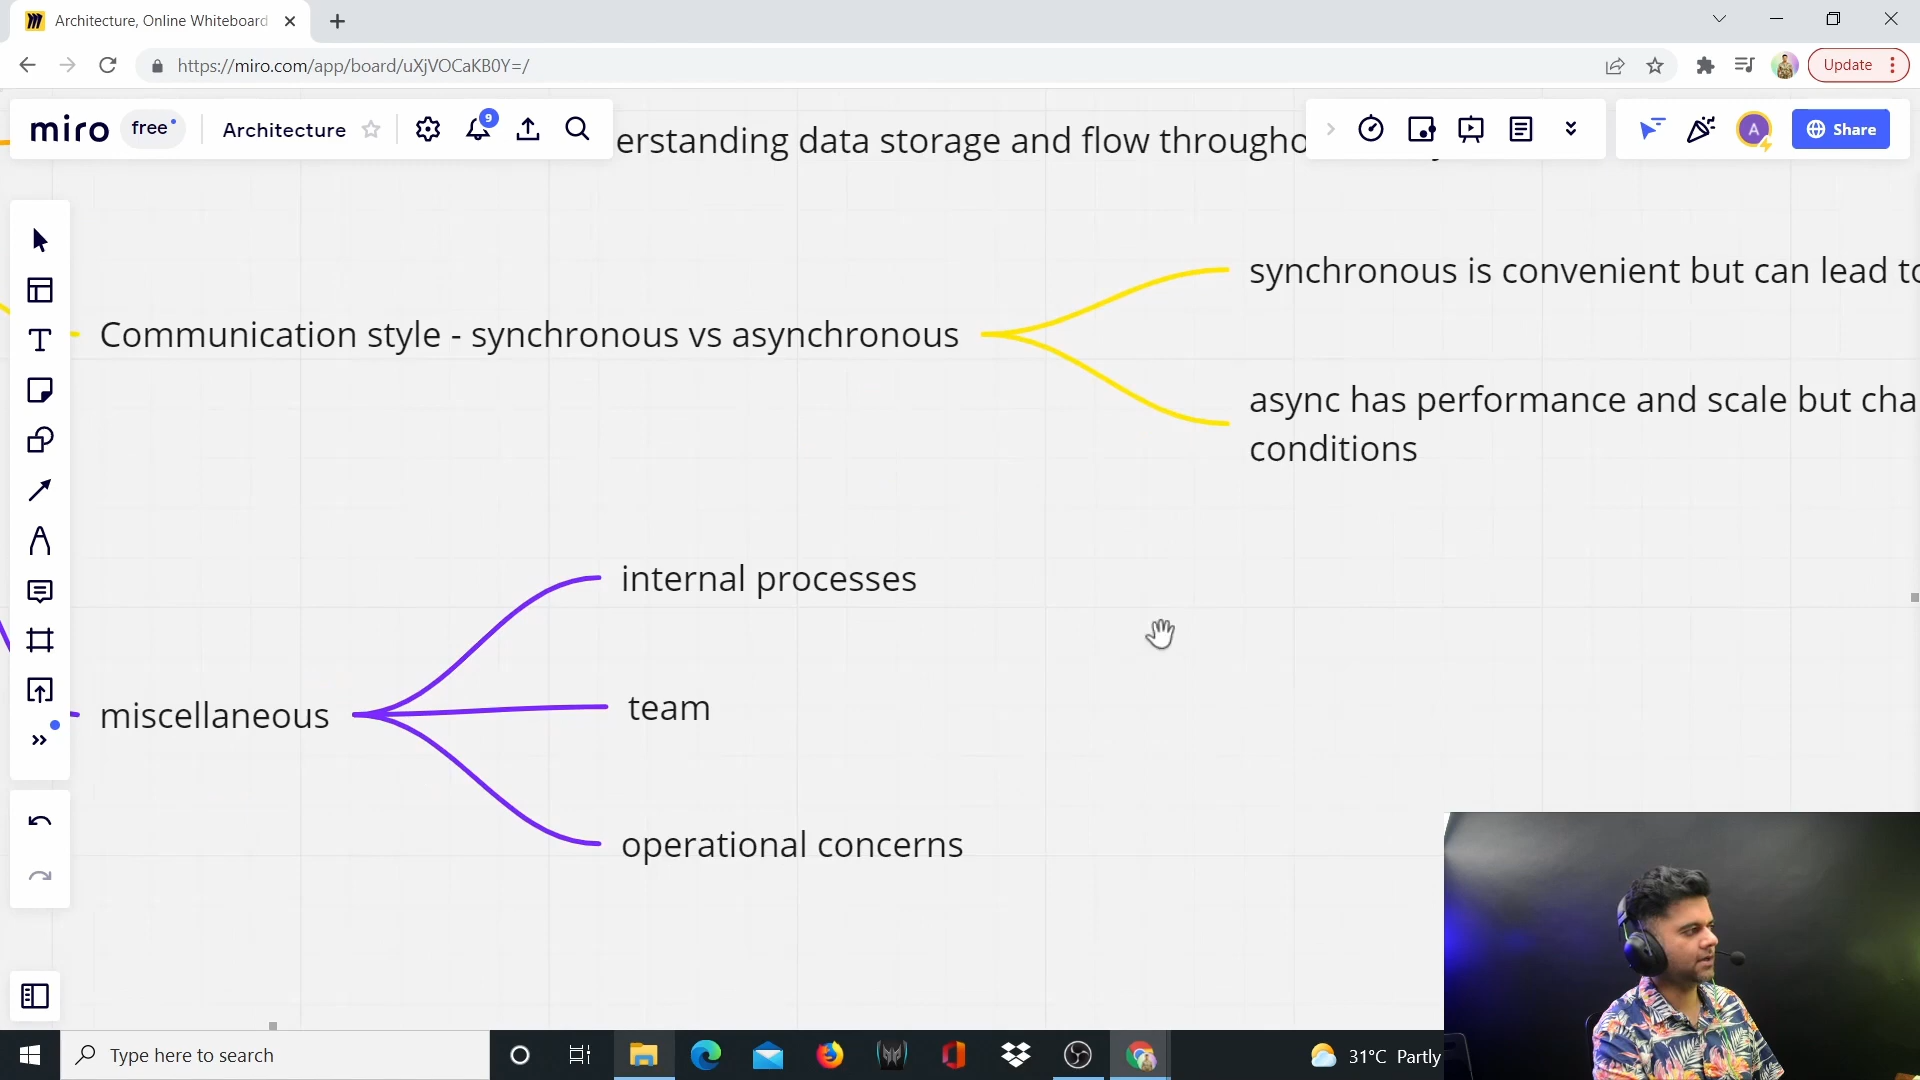 Architecture, Online Whiteboard
https://miro.com/app/board/uXjVOCaKB0Y=/
Update
miro
free
Architecture
9
erstanding data storage and flow througho
A
Share
synchronous is convenient but can lead to
Communication style - synchronous vs asynchronous
async has performance and scale but cha
conditions
internal processes
miscellaneous
team
operational concerns
Type here to search
31°C Partly